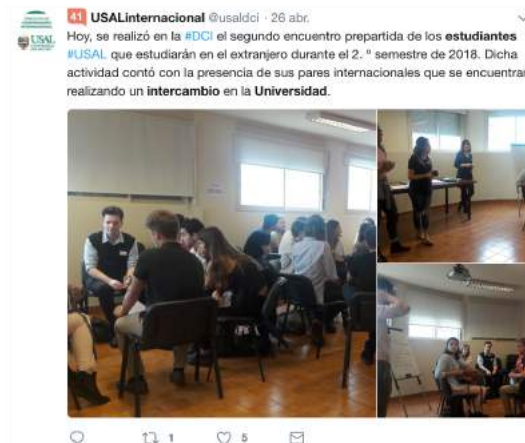 41 USALinternacional @usaldci · 26 abr.
USAL
Hoy, se realizó en la #DCI el segundo encuentro prepartida de los estudiantes
#USAL que estudiarán en el extranjero durante el 2. º semestre de 2018. Dicha
actividad contó con la presencia de sus pares internacionales que se encuentran
realizando un intercambio en la Universidad.
1 5